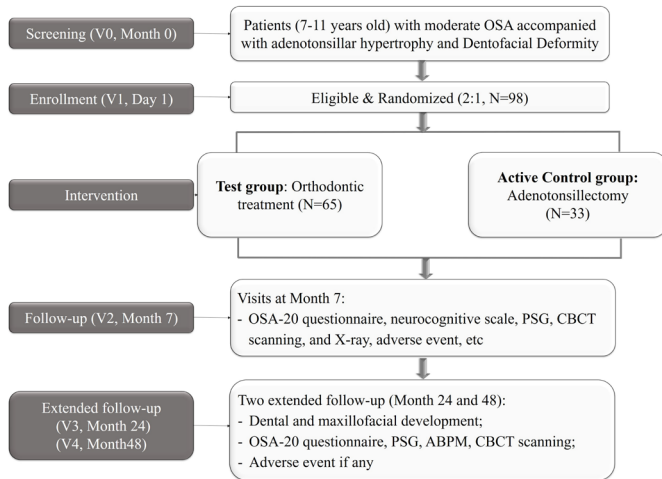 Screening (V0, Month 0)
Patients (7-11 years old) with moderate OSA accompanied
with adenotonsillar hypertrophy and Dentofacial Deformity
Enrollment (V1, Day 1)
Eligible & Randomized (2:1, N=98)
Intervention
Test group: Orthodontic
treatment (N=65)
Active Control group:
Adenotonsillectomy
(N=33)
Follow-up (V2, Month 7)
Visits at Month 7:
- OSA-20 questionnaire, neurocognitive scale, PSG, CBCT
scanning, and X-ray, adverse event, etc
Extended follow-up
(V3, Month 24)
(V4, Month48)
Two extended follow-up (Month 24 and 48):
- Dental and maxillofacial development;
- OSA-20 questionnaire, PSG, ABPM, CBCT scanning;
- Adverse event if any